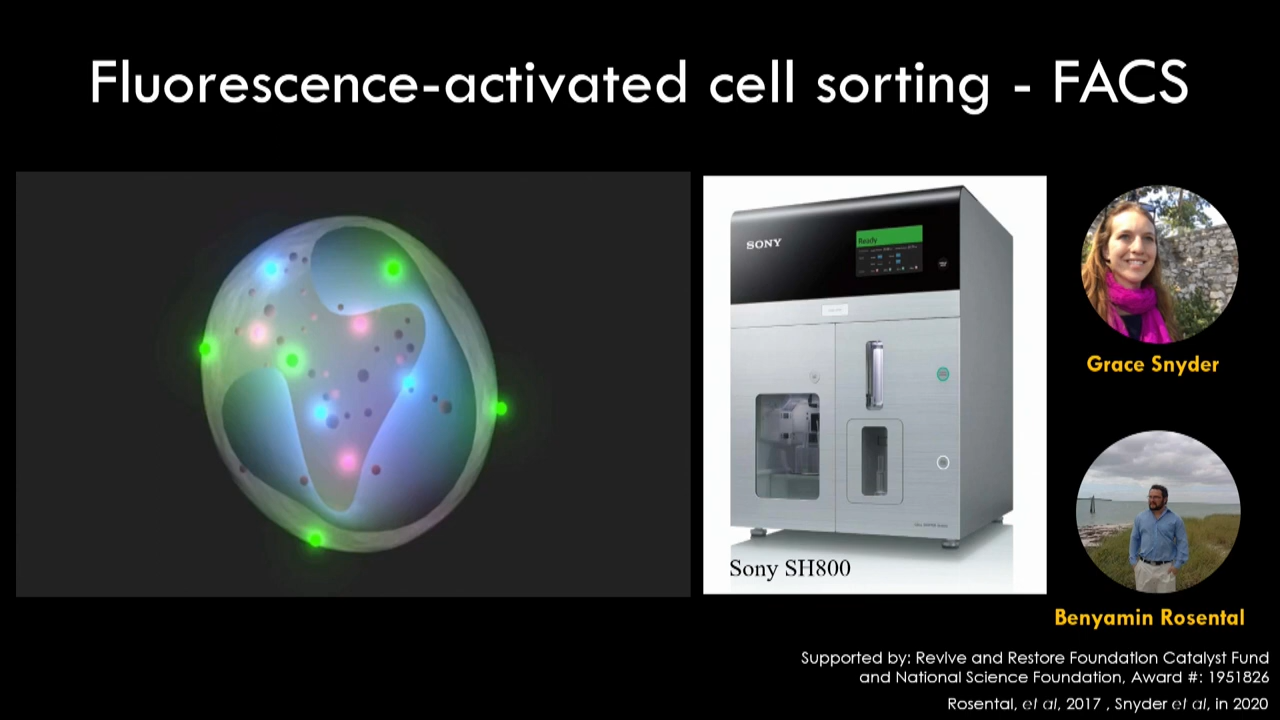 Fluorescence-activated cell sorting - FACS
SONY
Ready
Sony SH800
Grace Snyder
Benyamin Rosental
Supported by: Revive and Restore Foundation Catalyst Fund
and National Science Foundation, Award #: 1951826
Rosental, et al, 2017 , Snyder et al, in 2020